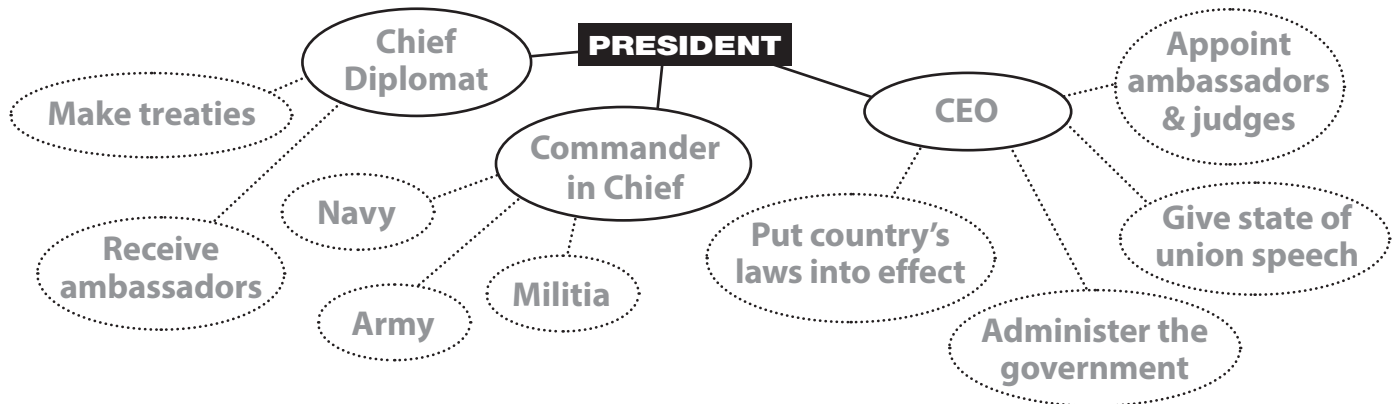 PRESIDENT
Chief
Diplomat
Make treaties
Receive
ambassadors
Commander
in Chief
Navy
Army
Militia
CEO
Put country's
laws into effect
Administer the
government
Give state of
union speech
Appoint
ambassadors
& judges